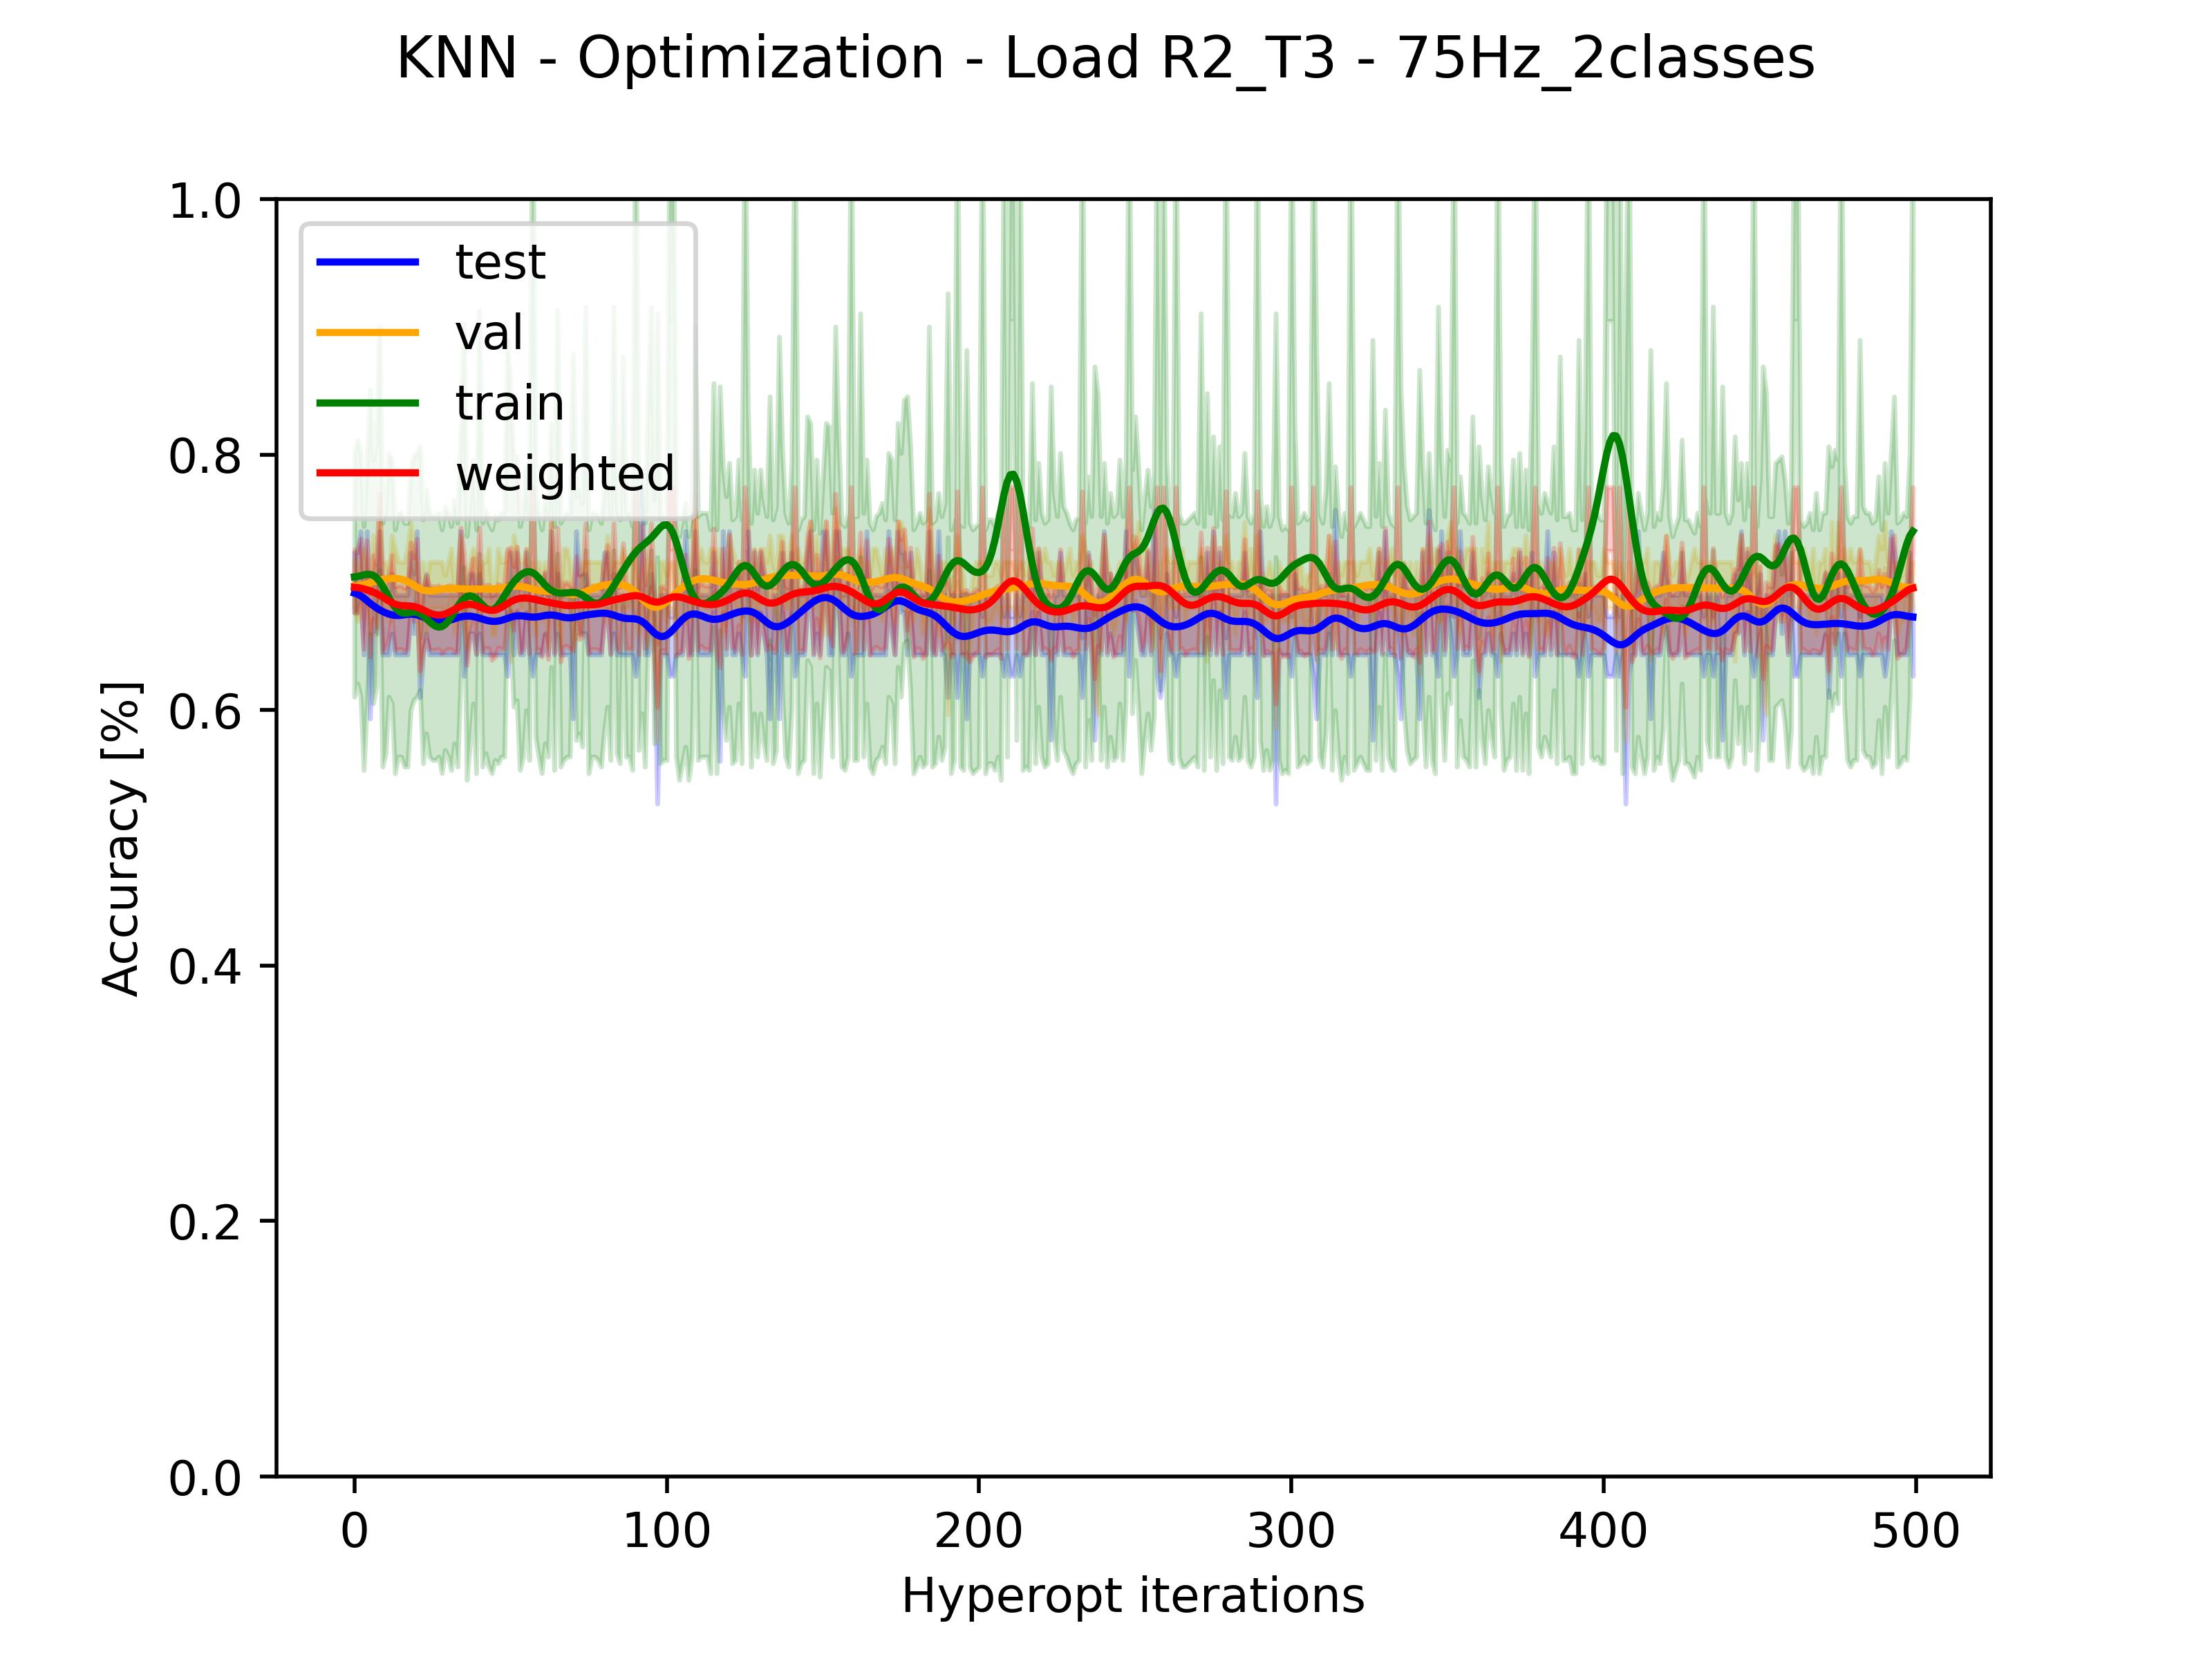 KNN - Optimization - Load R2_T3 - 75Hz_2classes
1.0
0.8
0.6
0.4
0.2
0.0
Accuracy [%]
test
val
train
weighted
0 100 200 300 400 500
Hyperopt iterations